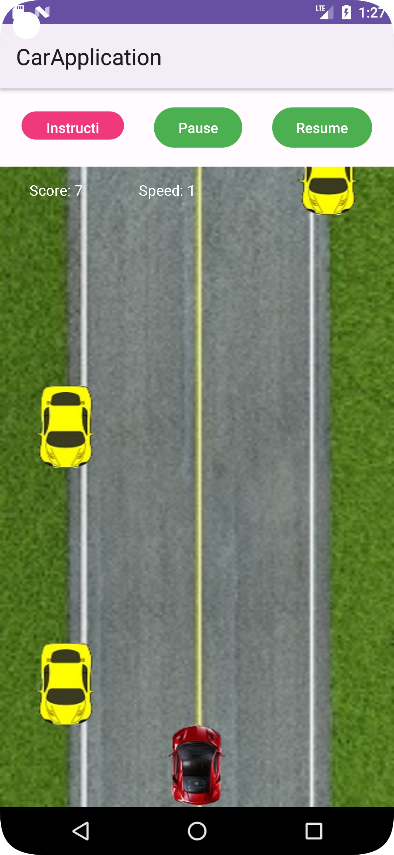 LTE 1:27
CarApplication
Instructi Pause Resume
Score: 7 Speed: 1